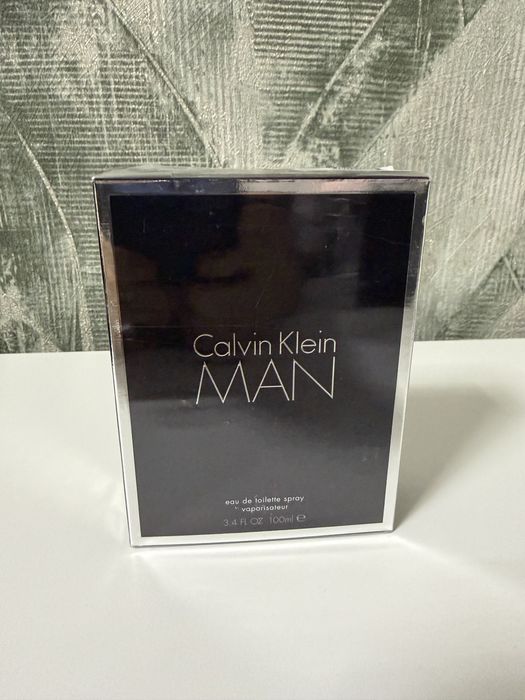 Calvin Klein
MAN
eau de toilette spray
vaporisateur
3.4 FL OZ 100ml ℮